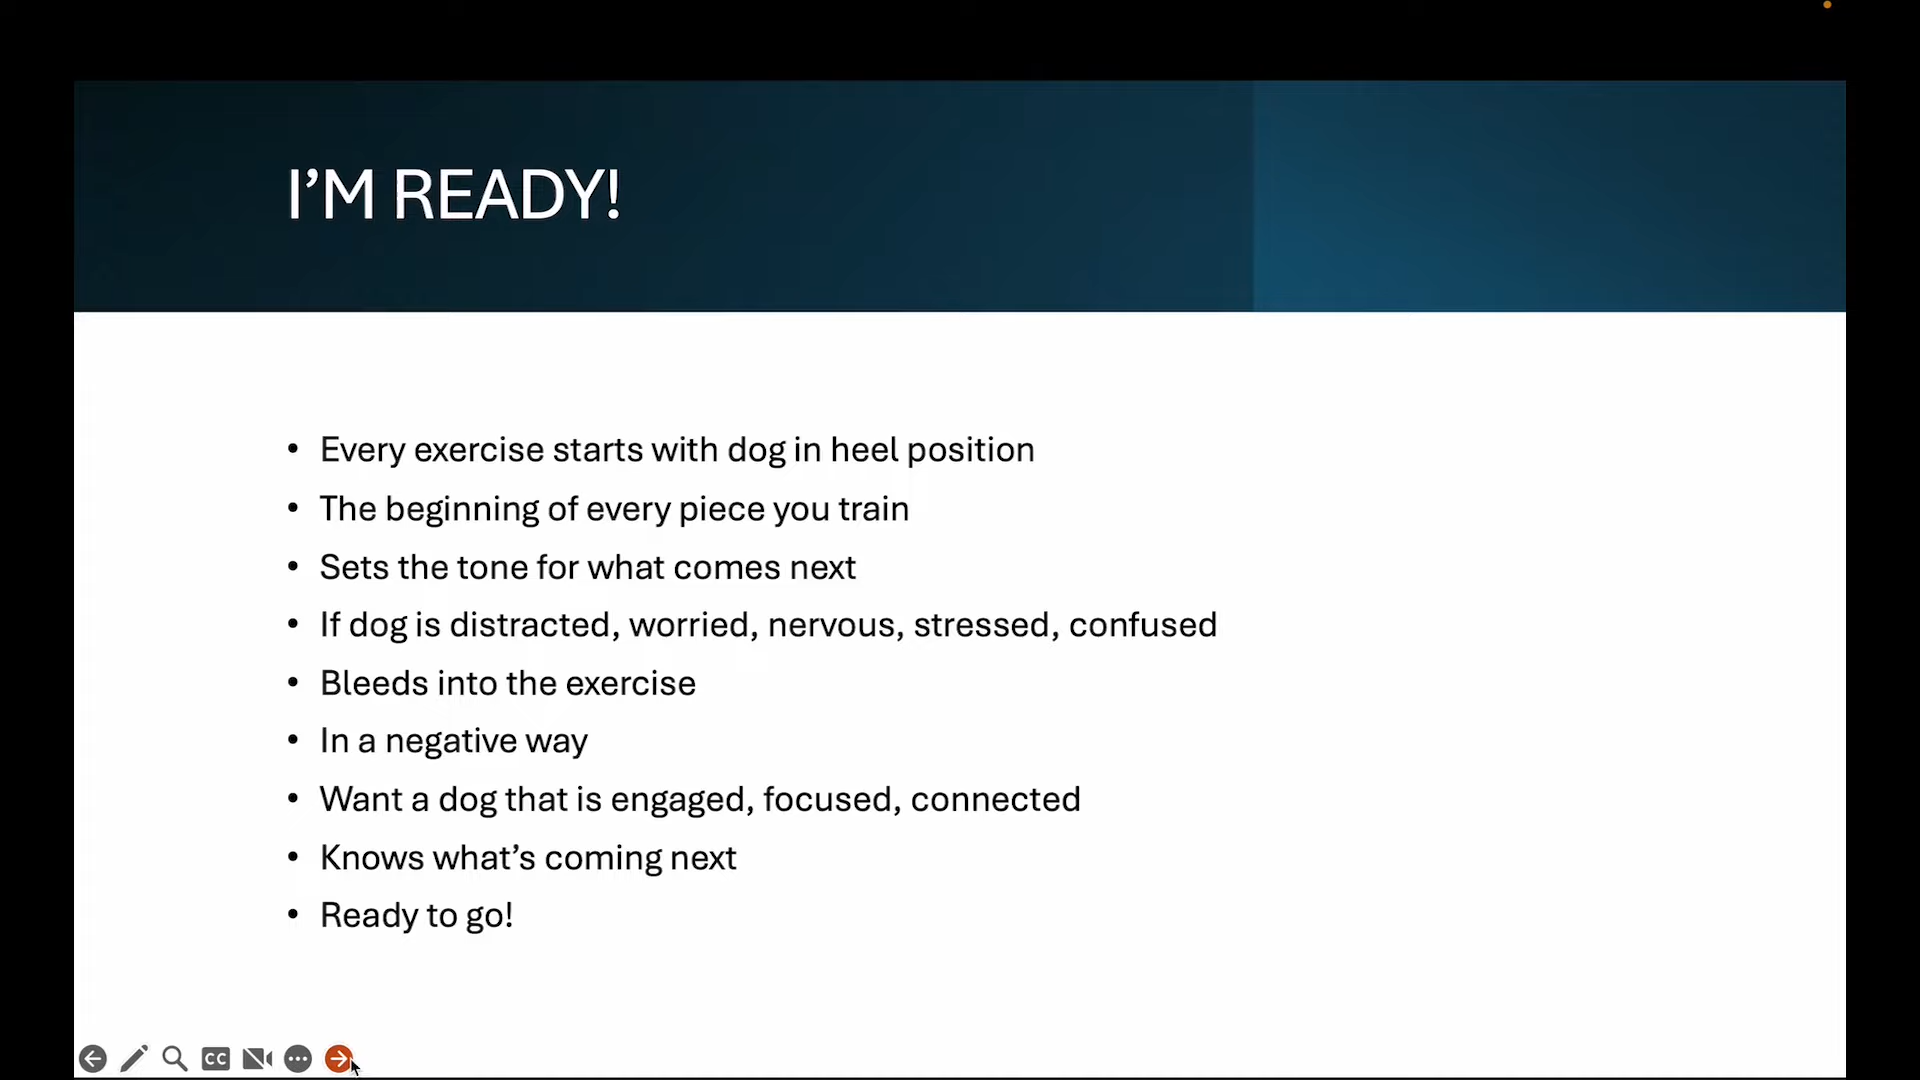 I’M READY!
• Every exercise starts with dog in heel position
• The beginning of every piece you train
• Sets the tone for what comes next
• If dog is distracted, worried, nervous, stressed, confused
• Bleeds into the exercise
• In a negative way
• Want a dog that is engaged, focused, connected
• Knows what’s coming next
• Ready to go!
CC